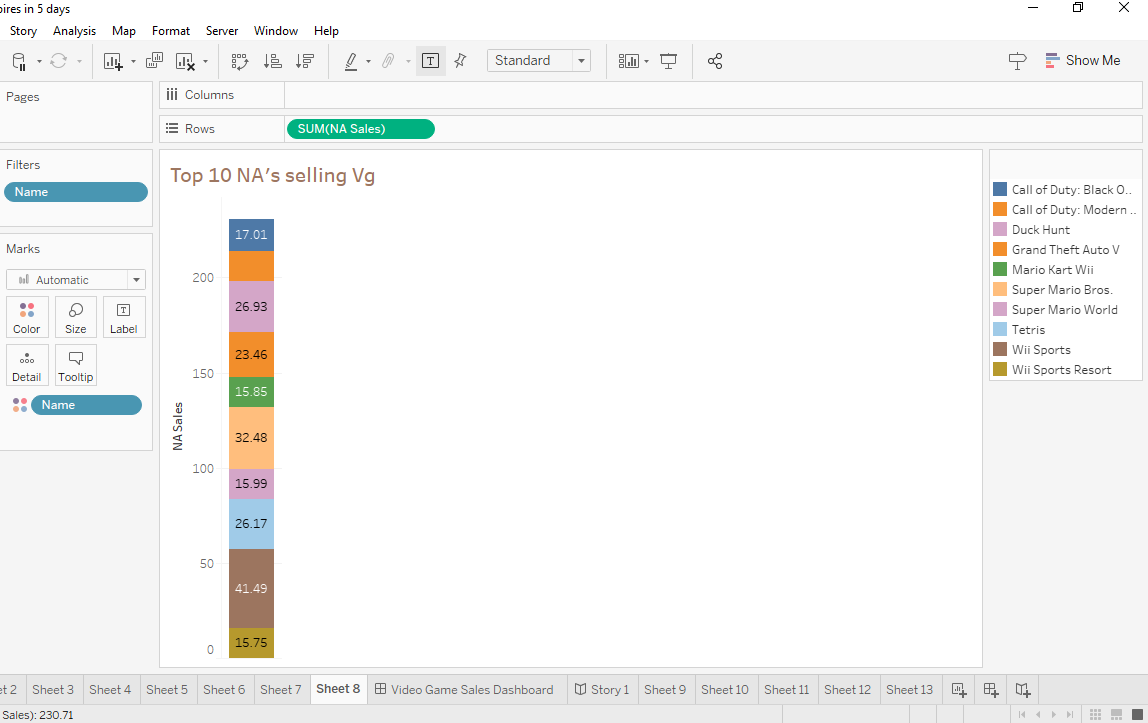 pires in 5 days
Story Analysis Map Format Server Window Help
Standard
Show Me
Pages
Columns
Rows
SUM(NA Sales)
Filters
Name
Marks
Automatic
Color Size Label
Detail Tooltip
Name
Top 10 NA's selling Vg
NA Sales
200
150
100
50
0
17.01
26.93
23.46
15.85
32.48
15.99
26.17
41.49
15.75
Call of Duty: Black O..
Call of Duty: Modern ..
Duck Hunt
Grand Theft Auto V
Mario Kart Wii
Super Mario Bros.
Super Mario World
Tetris
Wii Sports
Wii Sports Resort
et 2 Sheet 3 Sheet 4 Sheet 5 Sheet 6 Sheet 7 Sheet 8 Video Game Sales Dashboard Story 1 Sheet 9 Sheet 10 Sheet 11 Sheet 12 Sheet 13
Sales): 230.71